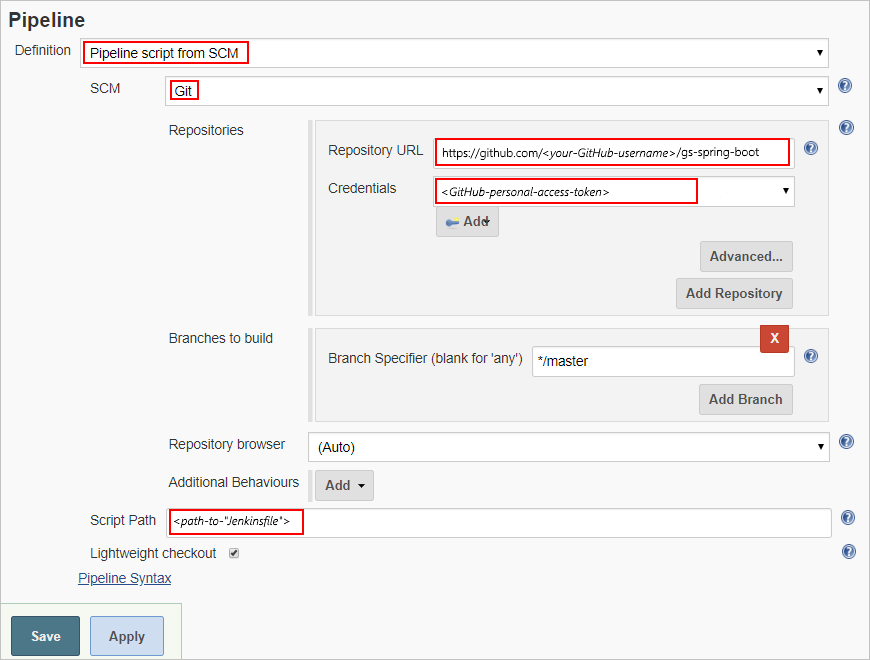 Pipeline
Definition Pipeline script from SCM
SCM Git
Repositories
Repository URL https://github.com/<your-GitHub-username>/gs-spring-boot
Credentials <GitHub-personal-access-token>
Add
Advanced...
Add Repository
Branches to build
X
Branch Specifier (blank for 'any') */master
Add Branch
Repository browser (Auto)
Additional Behaviours Add
Script Path <path-to-"Jenkinsfile">
Lightweight checkout
Pipeline Syntax
Save Apply